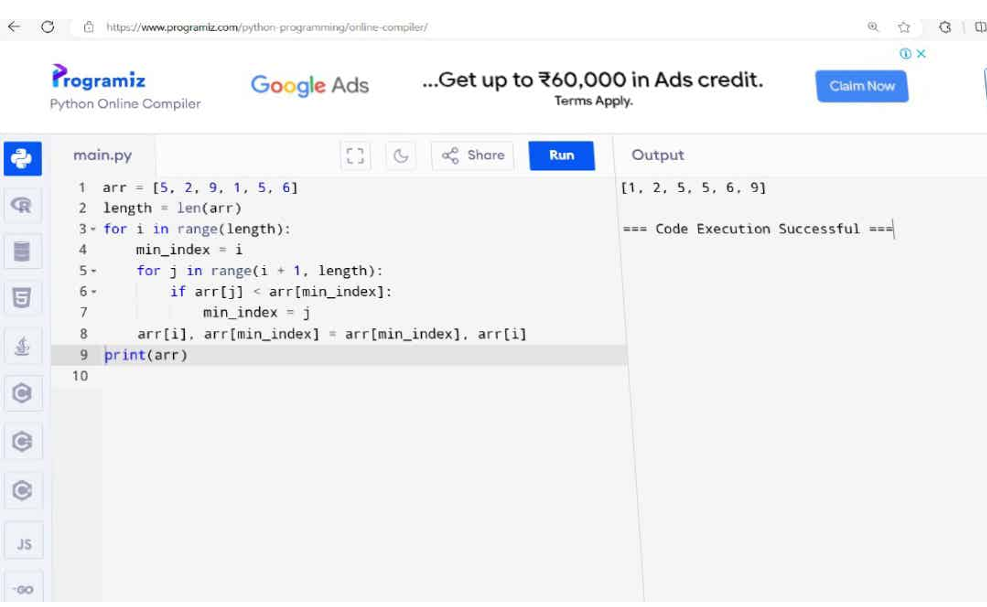 https://www.programiz.com/python-programming/online-compiler/
Programiz
Python Online Compiler
Google Ads
...Get up to ₹60,000 in Ads credit.
Terms Apply.
Claim Now
main.py
Share
Run
Output
1 arr = [5, 2, 9, 1, 5, 6]
2 length = len(arr)
3 for i in range(length):
4 min_index = i
5 for j in range(i + 1, length):
6 if arr[j] < arr[min_index]:
7 min_index = j
8 arr[i], arr[min_index] = arr[min_index], arr[i]
9 print(arr)
10
[1, 2, 5, 5, 6, 9]
=== Code Execution Successful ===
JS
GO